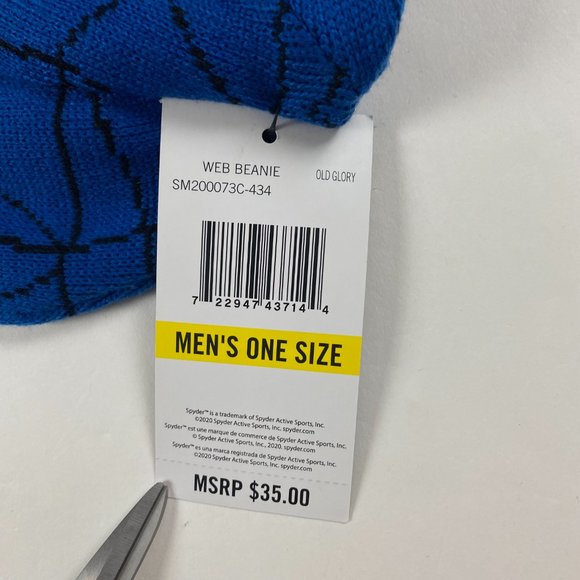 WEB BEANIE OLD GLORY
SM200073C-434
7 22947 43714 4
MEN'S ONE SIZE
Spyder™ is a trademark of Spyder Active Sports, Inc.
©2020 Spyder Active Sports, Inc. spyder.com
Spyder™ est une marque de commerce de Spyder Active Sports, Inc.
© Spyder Active Sports, Inc., 2020. spyder.com
Spyder™ es una marca registrada de Spyder Active Sports, Inc.
©2020 Spyder Active Sports, Inc. spyder.com
MSRP $35.00